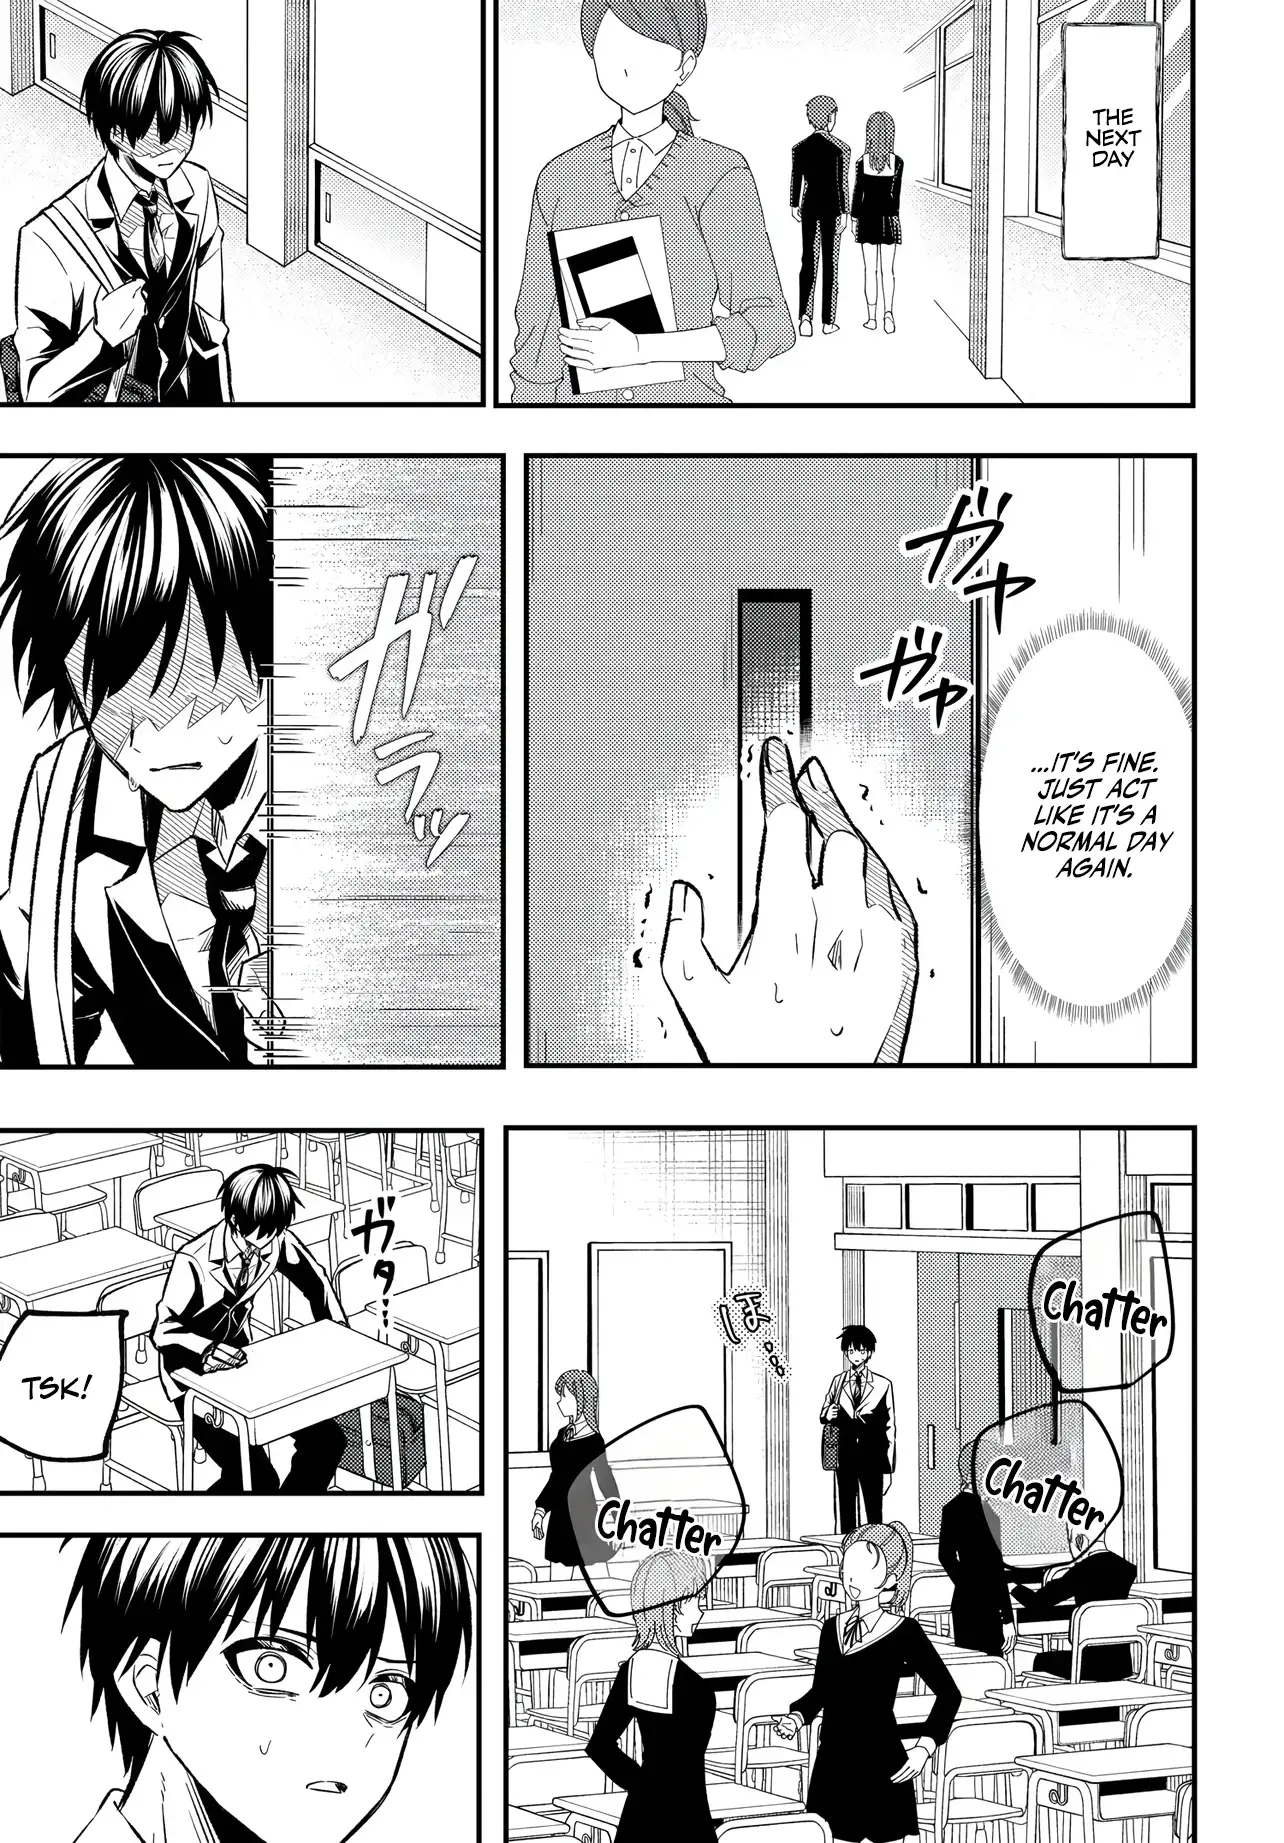 THE
NEXT
DAY
ガヤ
ガヤ
...IT'S FINE.
JUST ACT
LIKE IT'S A
NORMAL DAY
AGAIN.
ガラッ
Chatter
Chatter
Chatter
ほ...
ガタ...
TSK!